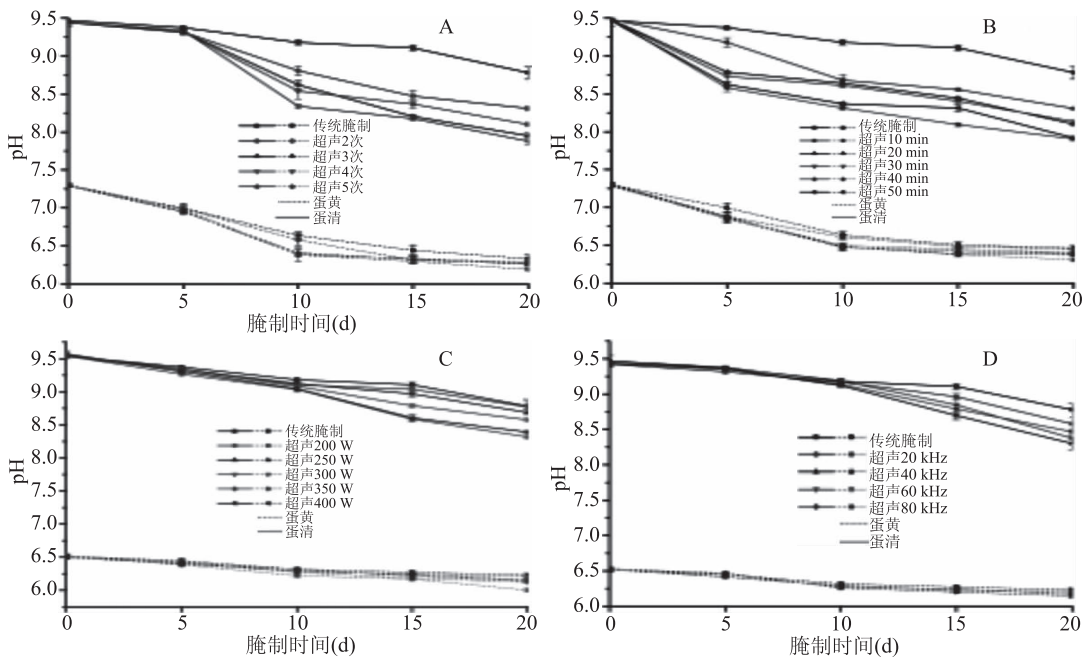 A
9.5
9.0
8.5
8.0
7.5
7.0
6.5
6.0
pH
传统腌制
超声2次
超声3次
超声4次
超声5次
蛋黄
蛋清
0 5 10 15 20
腌制时间(d)
B
9.5
9.0
8.5
8.0
7.5
7.0
6.5
6.0
pH
传统腌制
超声10 min
超声20 min
超声30 min
超声40 min
超声50 min
蛋黄
蛋清
0 5 10 15 20
腌制时间(d)
C
9.5
9.0
8.5
8.0
7.5
7.0
6.5
6.0
pH
传统腌制
超声200 W
超声250 W
超声300 W
超声350 W
超声400 W
蛋黄
蛋清
0 5 10 15 20
腌制时间(d)
D
9.5
9.0
8.5
8.0
7.5
7.0
6.5
6.0
pH
传统腌制
超声20 kHz
超声40 kHz
超声60 kHz
超声80 kHz
蛋黄
蛋清
0 5 10 15 20
腌制时间(d)